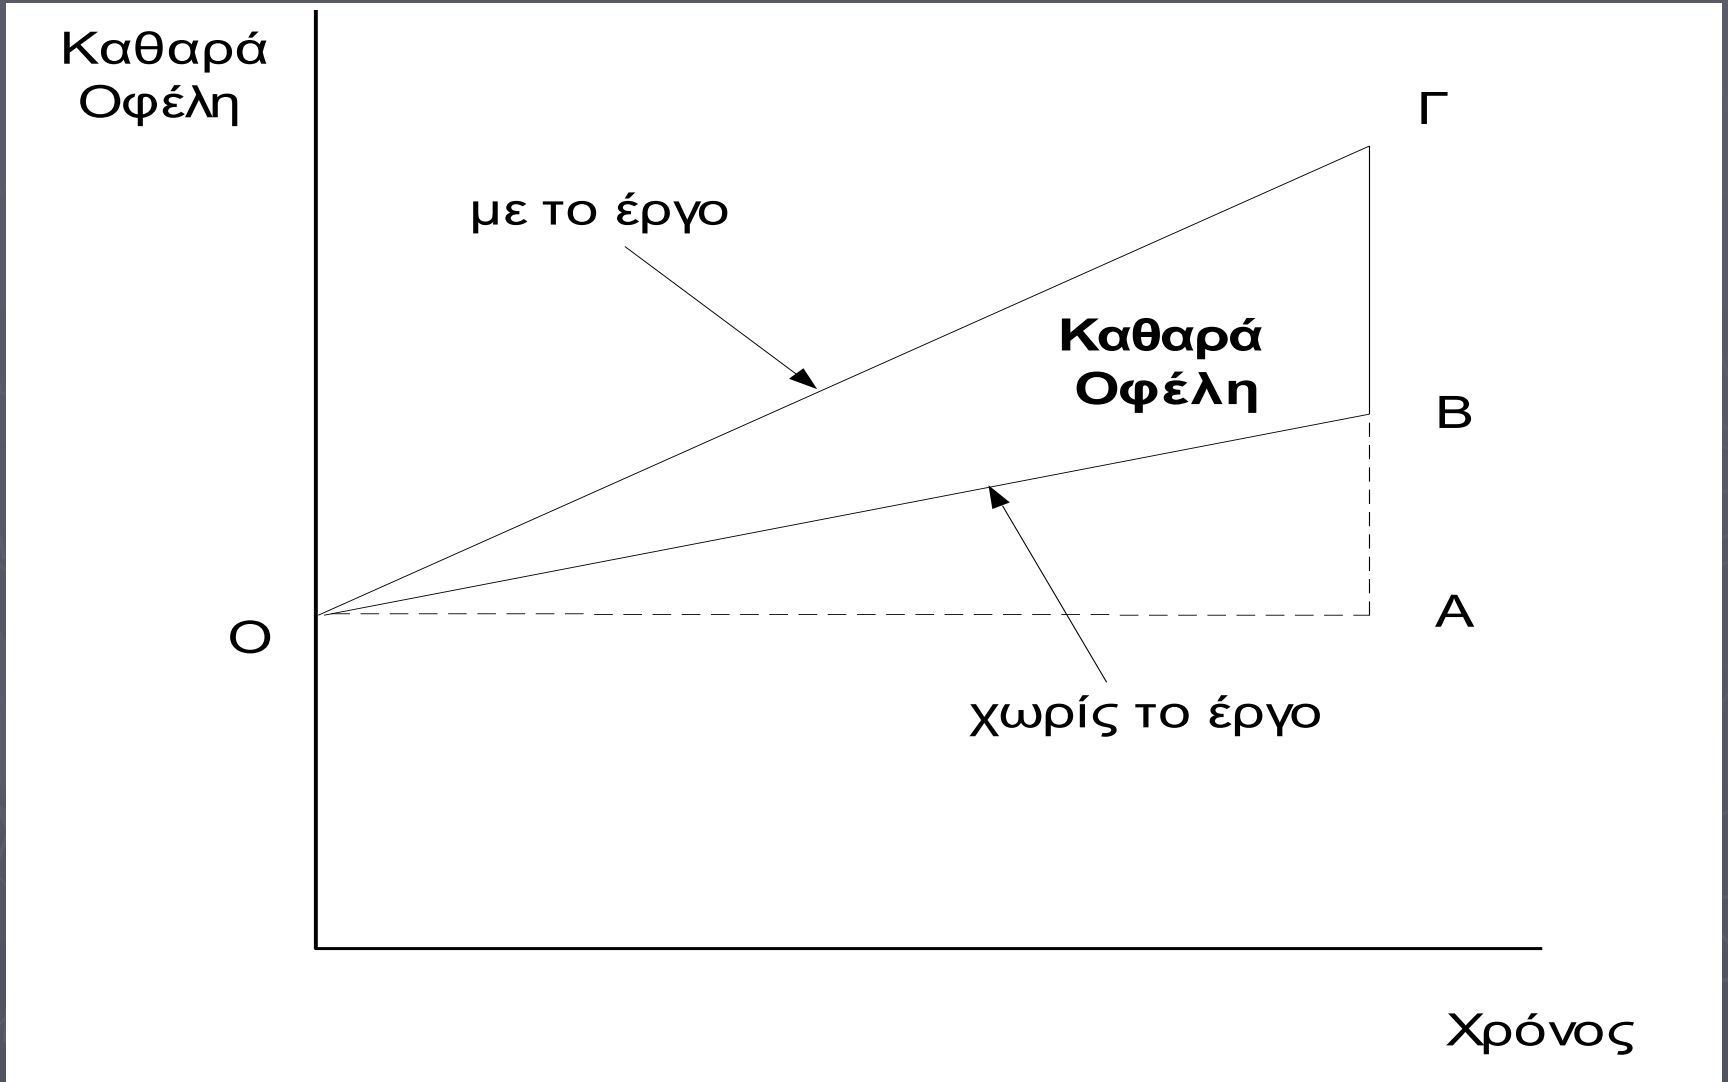 Καθαρά
Οφέλη
Γ
με το έργο
Καθαρά
Οφέλη
Β
Ο
Α
χωρίς το έργο
Χρόνος